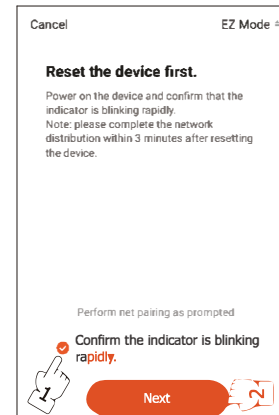 Cancel EZ Mode
Reset the device first.
Power on the device and confirm that the
indicator is blinking rapidly.
Note: please complete the network
distribution within 3 minutes after resetting
the device.
Perform net pairing as prompted
Confirm the indicator is blinking
rapidly.
1
Next
2